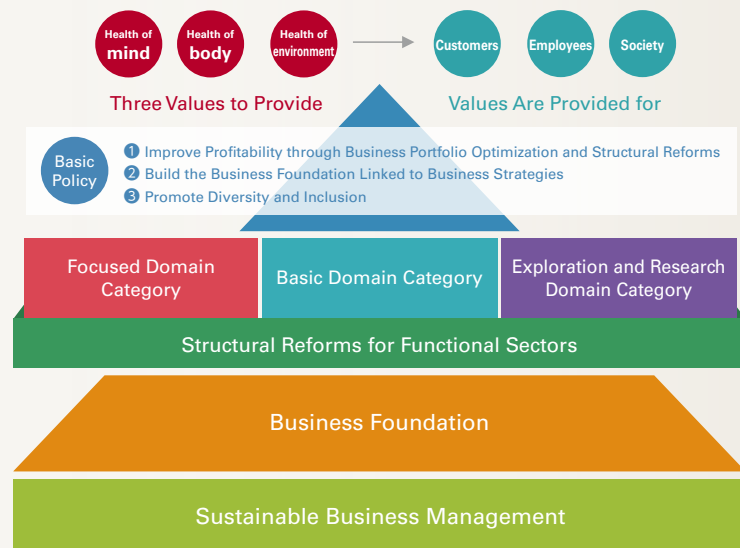 Health of
mind
Health of
body
Health of
environment
Customers
Employees
Society
Three Values to Provide
Values Are Provided for
Basic
Policy
❶ Improve Profitability through Business Portfolio Optimization and Structural Reforms
❷ Build the Business Foundation Linked to Business Strategies
❸ Promote Diversity and Inclusion
Focused Domain
Category
Basic Domain Category
Exploration and Research
Domain Category
Structural Reforms for Functional Sectors
Business Foundation
Sustainable Business Management